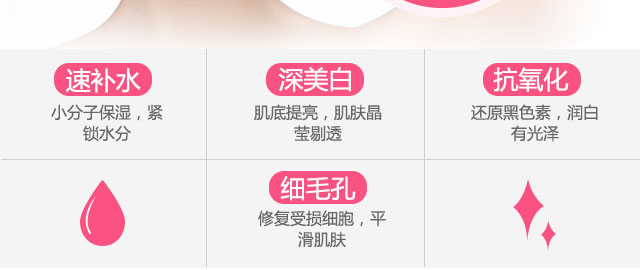 速补水
小分子保湿，紧
锁水分
深美白
肌底提亮，肌肤晶
莹剔透
抗氧化
还原黑色素，润白
有光泽
细毛孔
修复受损细胞，平
滑肌肤